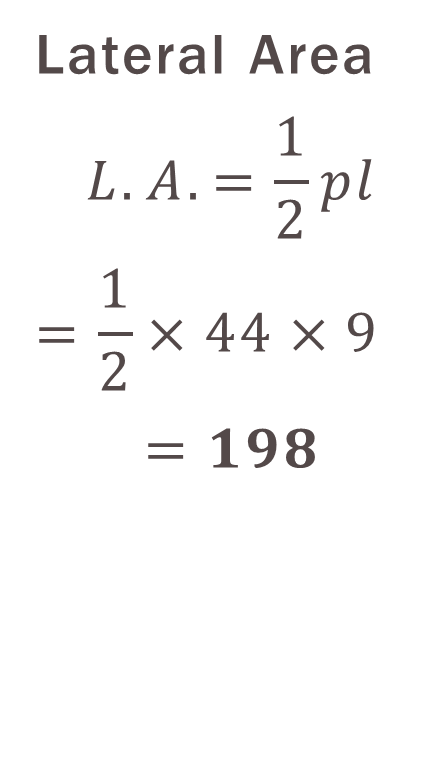 Lateral Area
L. A. = 1/2 pl
= 1/2 × 44 × 9
= 198